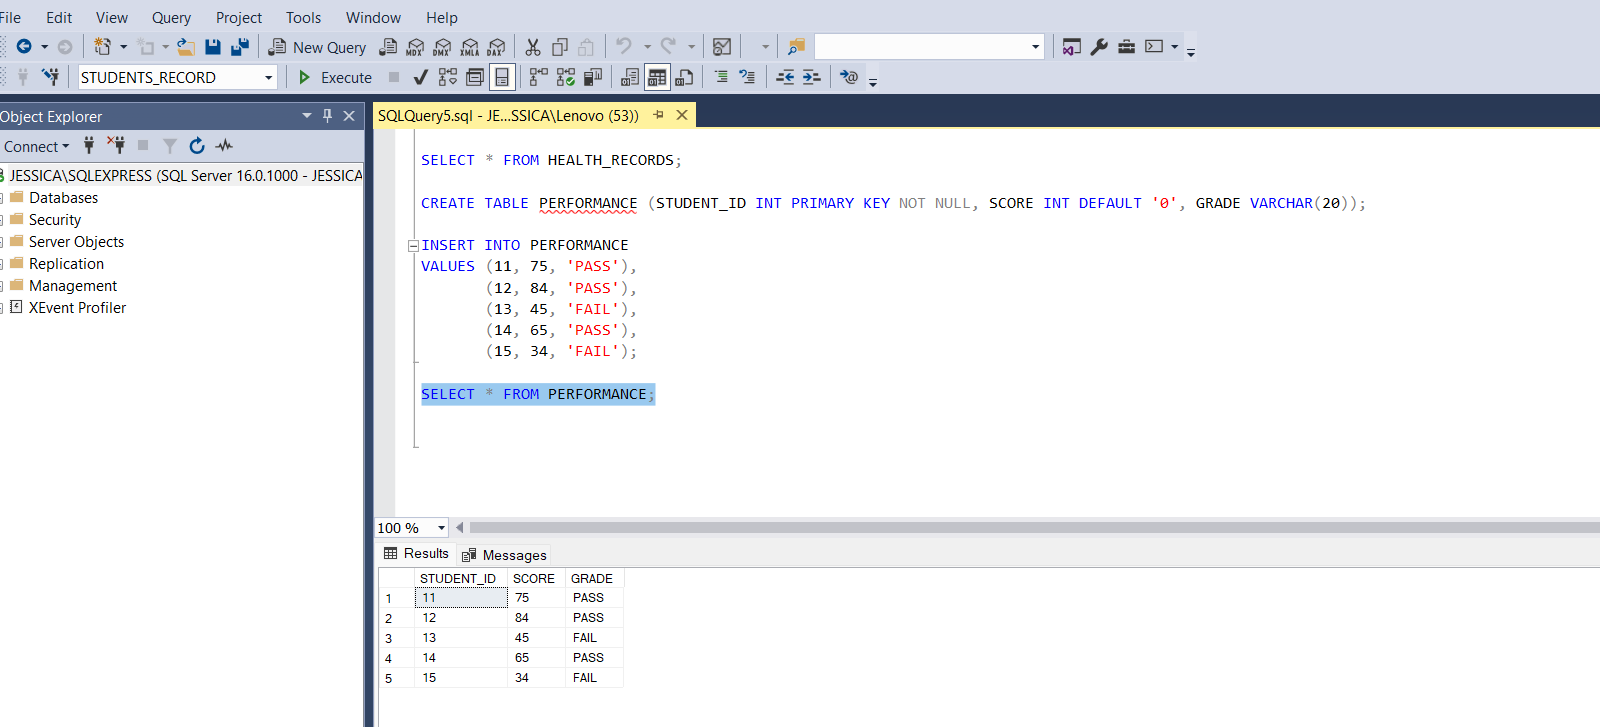 File Edit View Query Project Tools Window Help
New Query MDX DMX XMLA DAX
STUDENTS_RECORD Execute
Object Explorer
Connect
JESSICA\SQLEXPRESS (SQL Server 16.0.1000 - JESSICA
Databases
Security
Server Objects
Replication
Management
XEvent Profiler
SQLQuery5.sql - JE...SSICA\Lenovo (53))
SELECT * FROM HEALTH_RECORDS;
CREATE TABLE PERFORMANCE (STUDENT_ID INT PRIMARY KEY NOT NULL, SCORE INT DEFAULT '0', GRADE VARCHAR(20));
INSERT INTO PERFORMANCE
VALUES (11, 75, 'PASS'),
(12, 84, 'PASS'),
(13, 45, 'FAIL'),
(14, 65, 'PASS'),
(15, 34, 'FAIL');
SELECT * FROM PERFORMANCE;
100 %
Results Messages
STUDENT_ID SCORE GRADE
1 11 75 PASS
2 12 84 PASS
3 13 45 FAIL
4 14 65 PASS
5 15 34 FAIL